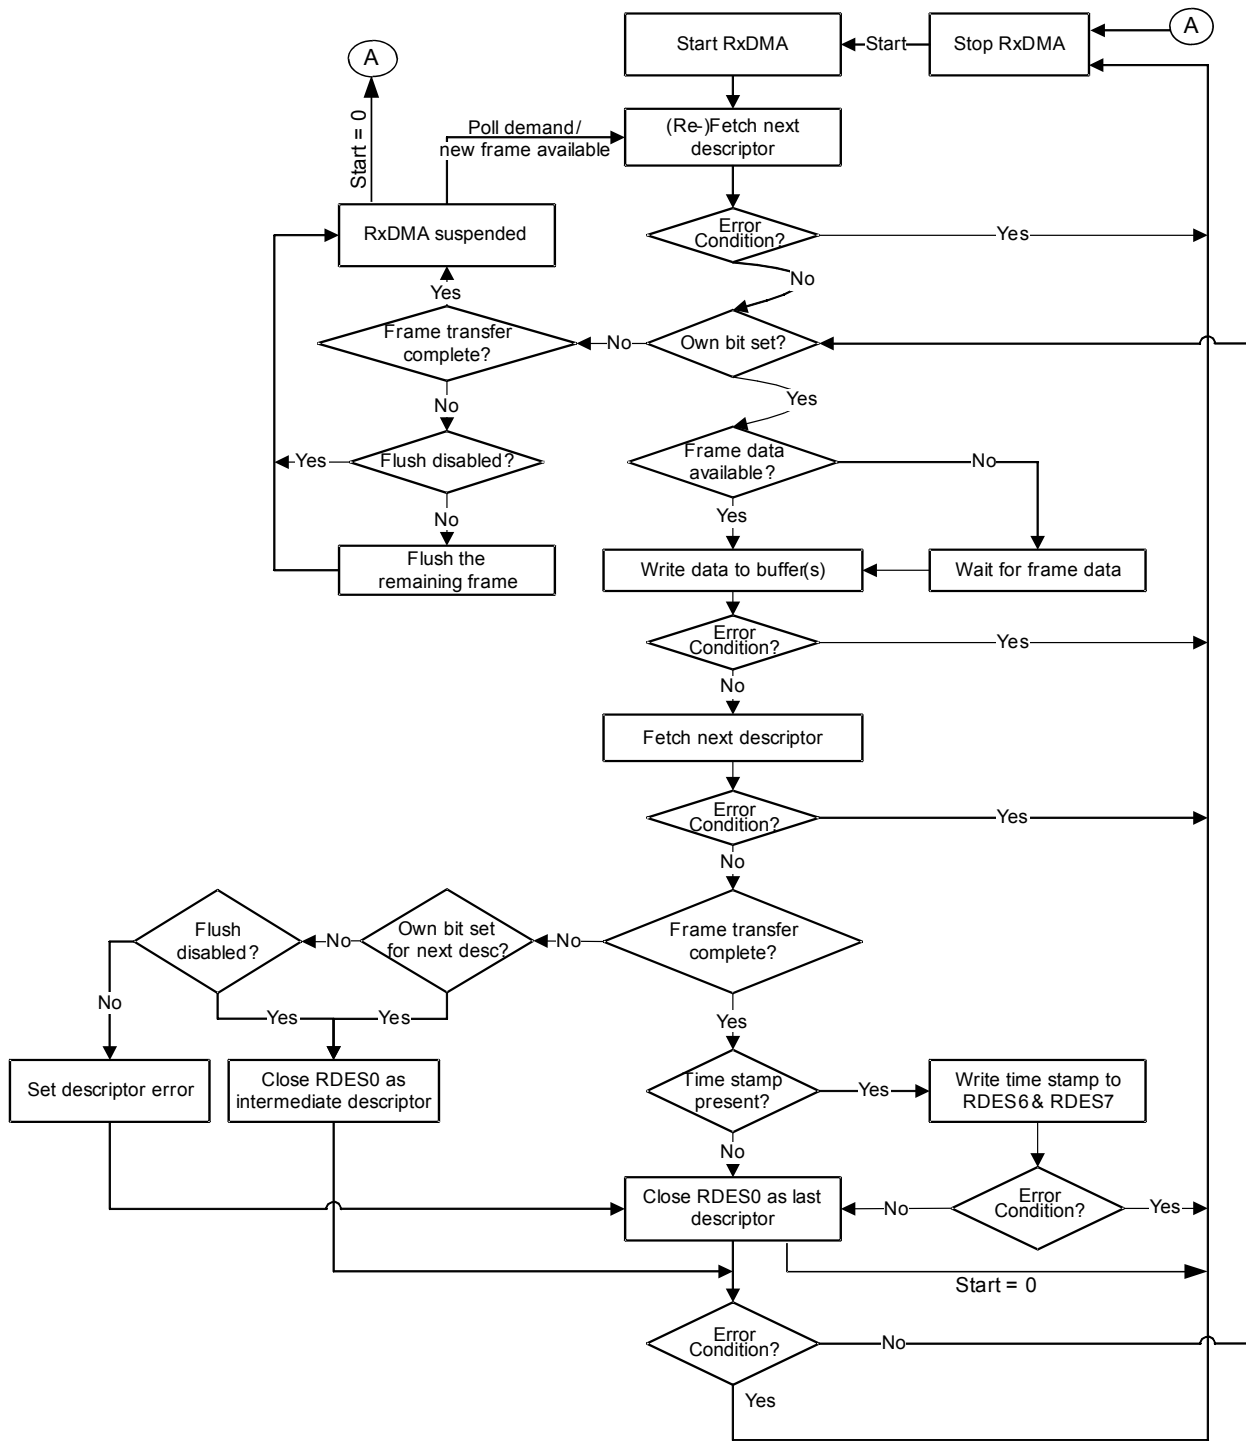 A
Start RxDMA
Start
Stop RxDMA
A
Start = 0
Poll demand/
new frame available
(Re-)Fetch next
descriptor
RxDMA suspended
Error
Condition?
Yes
No
Yes
Frame transfer
complete?
No
Own bit set?
No
Yes
Yes
Flush disabled?
Frame data
available?
No
No
Yes
Flush the
remaining frame
Write data to buffer(s)
Wait for frame data
Error
Condition?
Yes
No
Fetch next descriptor
Error
Condition?
Yes
No
Flush
disabled?
No
Own bit set
for next desc?
No
Frame transfer
complete?
No
Yes
Yes
Yes
Set descriptor error
Close RDES0 as
intermediate descriptor
Time stamp
present?
Yes
Write time stamp to
RDES6 & RDES7
No
Close RDES0 as last
descriptor
No
Error
Condition?
Yes
Start = 0
Error
Condition?
No
Yes